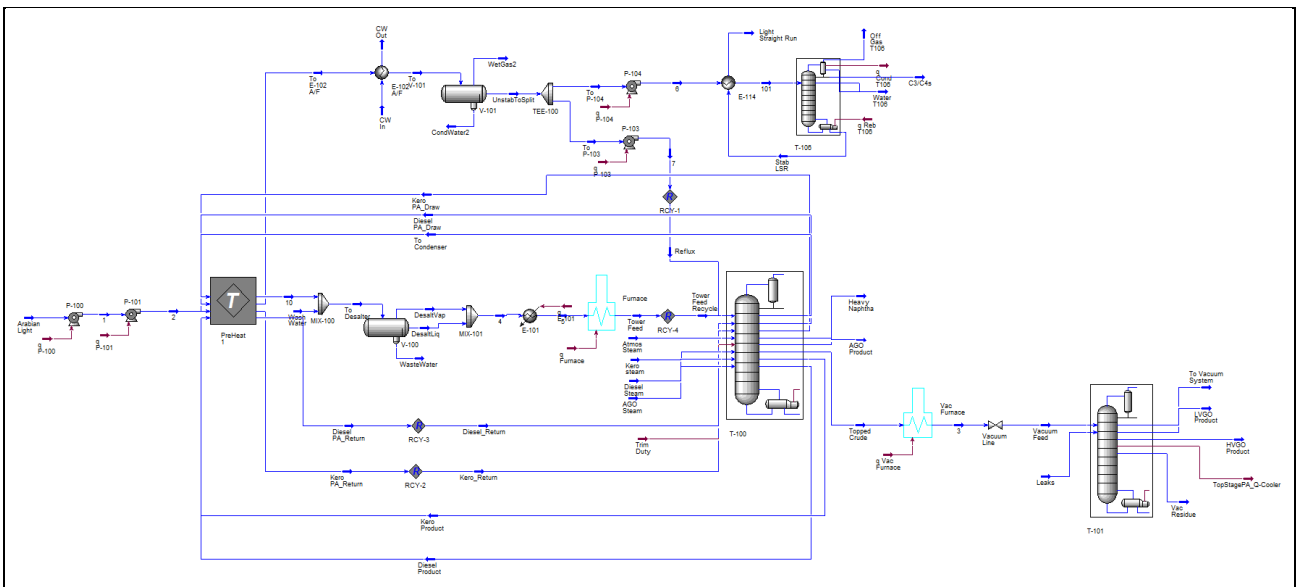 CW
Out
Light
Straight Run
Off
Gas
T106
WetGas2
To
E-102
A/F
To
V-101
E-102
A/F
P-104
q
Cond
T106
C3/C4s
UnstabToSplit
To
P-104
6
101
Water
T106
E-114
V-101
TEE-100
q
P-104
CW
In
P-103
q Reb
T106
CondWater2
To
P-103
T-106
q
P-103
7
Stab
LSR
Kero
PA_Draw
RCY-1
Diesel
PA_Draw
To
Condenser
Reflux
P-100
P-101
T
10
To
Desalter
Wash
Water
DesaltVap
Furnace
Tower
Feed
Recycle
Heavy
Naphtha
Arabian
Light
1
2
MIX-100
DesaltLiq
4
q
E-101
5
Tower
Feed
q
P-100
q
P-101
PreHeat
1
V-100
MIX-101
E-101
RCY-4
Atmos
Steam
AGO
Product
WasteWater
q
Furnace
Kero
steam
Diesel
Steam
AGO
Steam
To Vacuum
System
LVGO
Product
Vac
Furnace
Diesel
PA_Return
RCY-3
Diesel_Return
T-100
Trim
Duty
Topped
Crude
3
Vacuum
Line
Vacuum
Feed
HVGO
Product
Kero
PA_Return
RCY-2
Kero_Return
q Vac
Furnace
Leaks
TopStagePA_Q-Cooler
Vac
Residue
Kero
Product
T-101
Diesel
Product